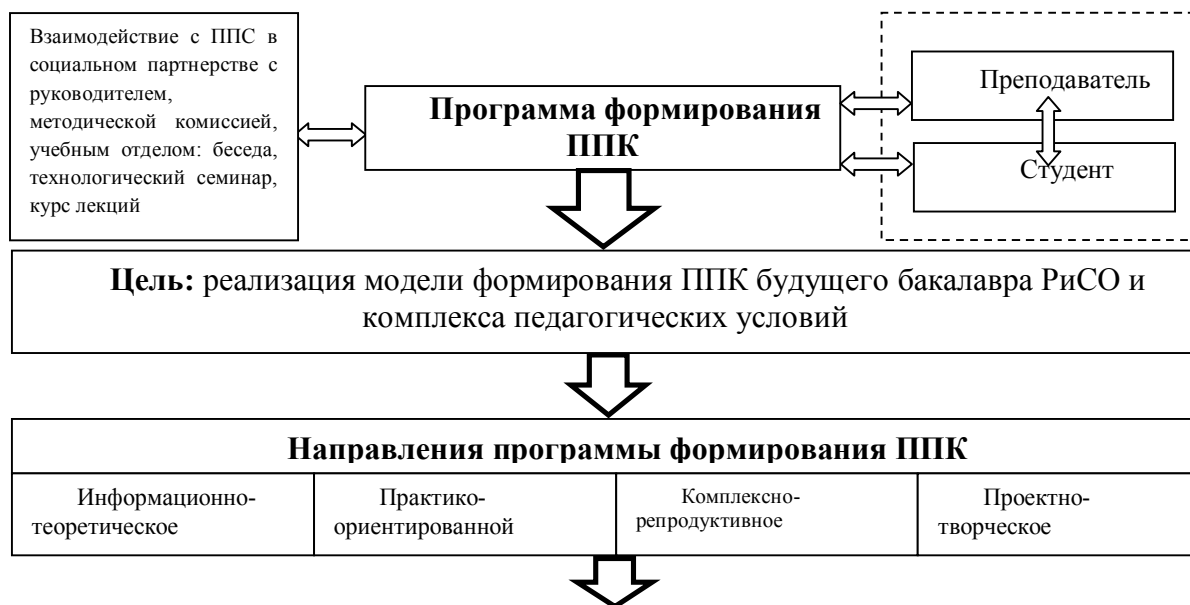 Взаимодействие с ППС в
социальном партнерстве с
руководителем,
методической комиссией,
учебным отделом: беседа,
технологический семинар,
курс лекций
Программа формирования
ППК
Преподаватель
Студент
Цель: реализация модели формирования ППК будущего бакалавра РиСО и
комплекса педагогических условий
Направления программы формирования ППК
Информационно-
теоретическое
Практико-
ориентированной
Комплексно-
репродуктивное
Проектно-
творческое